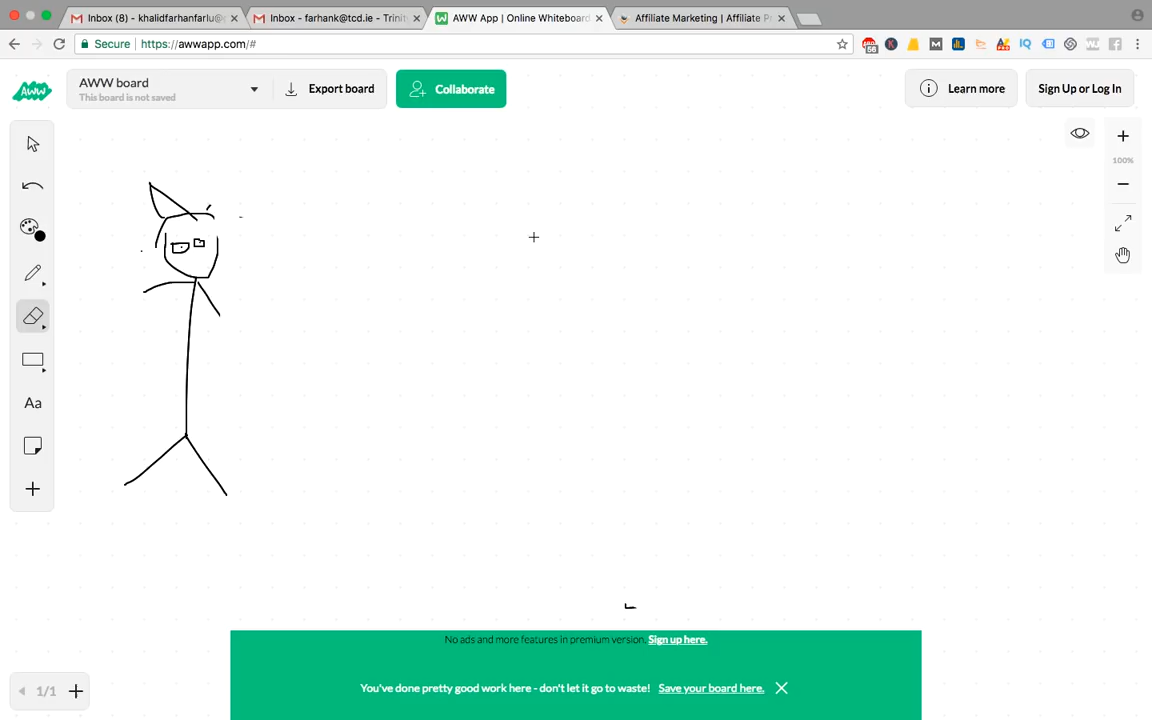 Inbox (8) - khalidfarhanfarlu@
Inbox - farhank@tcd.ie - Trinit
AWW App | Online Whiteboard
Affiliate Marketing | Affiliate P
Secure
https://awwapp.com/#
AWW
AWW board
This board is not saved
Export board
Collaborate
Learn more
Sign Up or Log In
100%
Aa
No ads and more features in premium version. Sign up here.
You've done pretty good work here - don't let it go to waste! Save your board here.
1/1